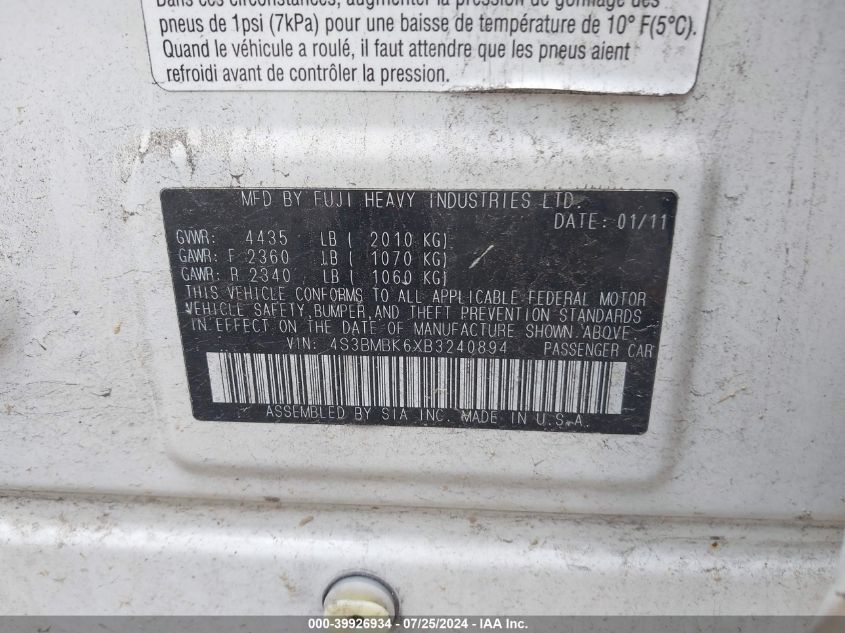 Dans ces circonstances, augmenter la pression de gonflage des
pneus de 1psi (7kPa) pour une baisse de température de 10° F(5°C).
Quand le véhicule a roulé, il faut attendre que les pneus aient
refroidi avant de contrôler la pression.
MFD BY FUJI HEAVY INDUSTRIES LTD.
DATE: 01/11
GVWR: 4435 LB ( 2010 KG)
GAWR: F 2360 LB ( 1070 KG)
GAWR: R 2340 LB ( 1060 KG)
THIS VEHICLE CONFORMS TO ALL APPLICABLE FEDERAL MOTOR
VEHICLE SAFETY, BUMPER, AND THEFT PREVENTION STANDARDS
IN EFFECT ON THE DATE OF MANUFACTURE SHOWN ABOVE.
VIN: 4S3BMBK6XB3240894 PASSENGER CAR
ASSEMBLED BY SIA INC. MADE IN U.S.A.
000-39926934 / 07/25/2024 - IAA Inc.